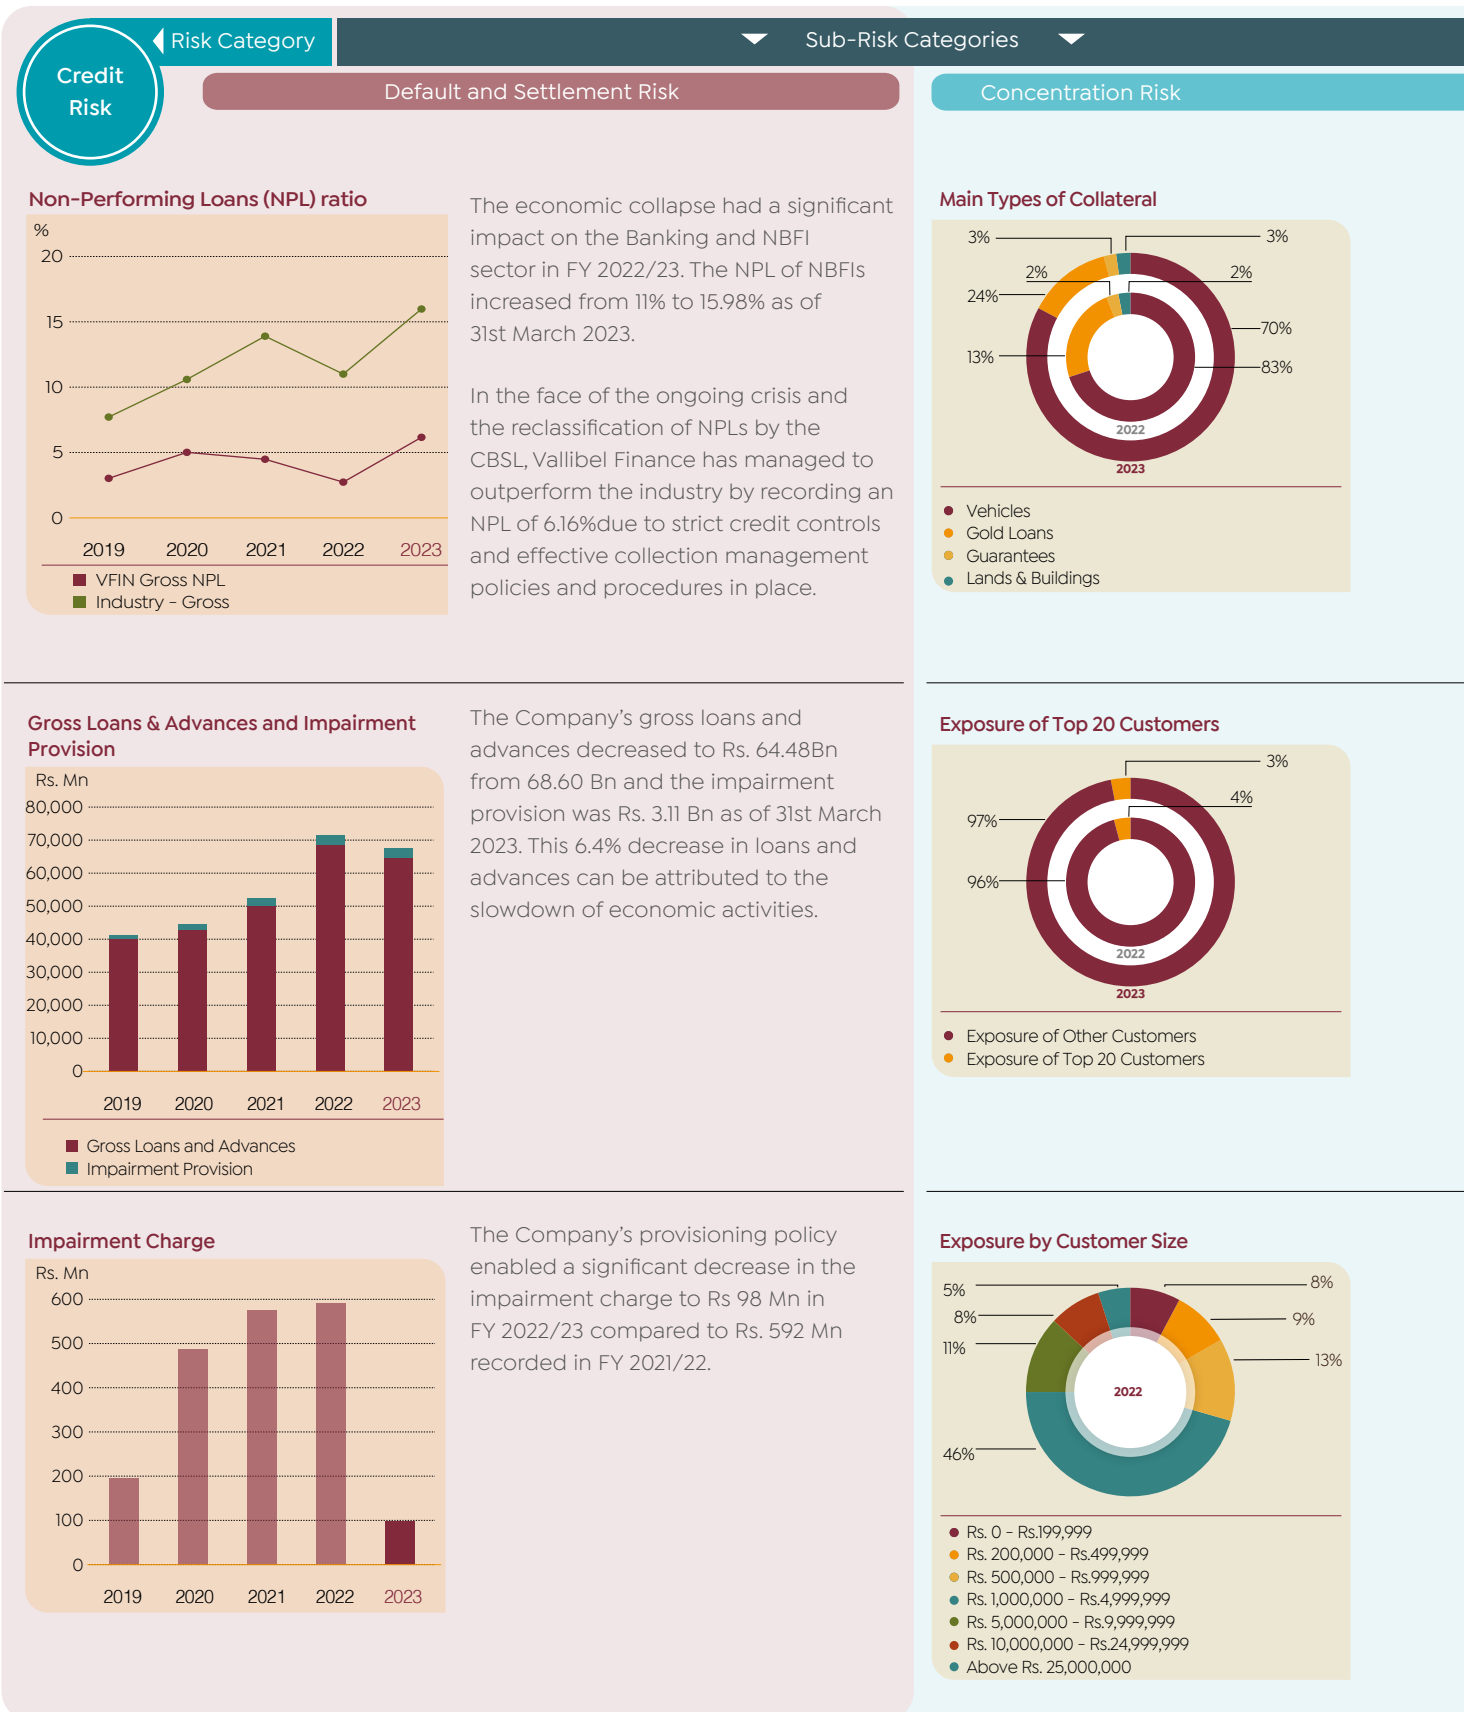 Credit
Risk
Risk Category
Sub-Risk Categories
Default and Settlement Risk
Concentration Risk
Non-Performing Loans (NPL) ratio
%
20
15
10
5
0
2019 2020 2021 2022 2023
VFIN Gross NPL
Industry - Gross
The economic collapse had a significant
impact on the Banking and NBFI
sector in FY 2022/23. The NPL of NBFIs
increased from 11% to 15.98% as of
31st March 2023.
In the face of the ongoing crisis and
the reclassification of NPLs by the
CBSL, Vallibel Finance has managed to
outperform the industry by recording an
NPL of 6.16%due to strict credit controls
and effective collection management
policies and procedures in place.
Main Types of Collateral
3% 3%
2% 2%
24%
70%
13%
83%
2022
2023
Vehicles
Gold Loans
Guarantees
Lands & Buildings
Gross Loans & Advances and Impairment
Provision
Rs. Mn
80,000
70,000
60,000
50,000
40,000
30,000
20,000
10,000
0
2019 2020 2021 2022 2023
Gross Loans and Advances
Impairment Provision
The Company's gross loans and
advances decreased to Rs. 64.48Bn
from 68.60 Bn and the impairment
provision was Rs. 3.11 Bn as of 31st March
2023. This 6.4% decrease in loans and
advances can be attributed to the
slowdown of economic activities.
Exposure of Top 20 Customers
3%
4%
97%
96%
2022
2023
Exposure of Other Customers
Exposure of Top 20 Customers
Impairment Charge
Rs. Mn
600
500
400
300
200
100
0
2019 2020 2021 2022 2023
The Company's provisioning policy
enabled a significant decrease in the
impairment charge to Rs 98 Mn in
FY 2022/23 compared to Rs. 592 Mn
recorded in FY 2021/22.
Exposure by Customer Size
5% 8%
8% 9%
11% 13%
2022
46%
Rs. 0 - Rs.199,999
Rs. 200,000 - Rs.499,999
Rs. 500,000 - Rs.999,999
Rs. 1,000,000 - Rs.4,999,999
Rs. 5,000,000 - Rs.9,999,999
Rs. 10,000,000 - Rs.24,999,999
Above Rs. 25,000,000